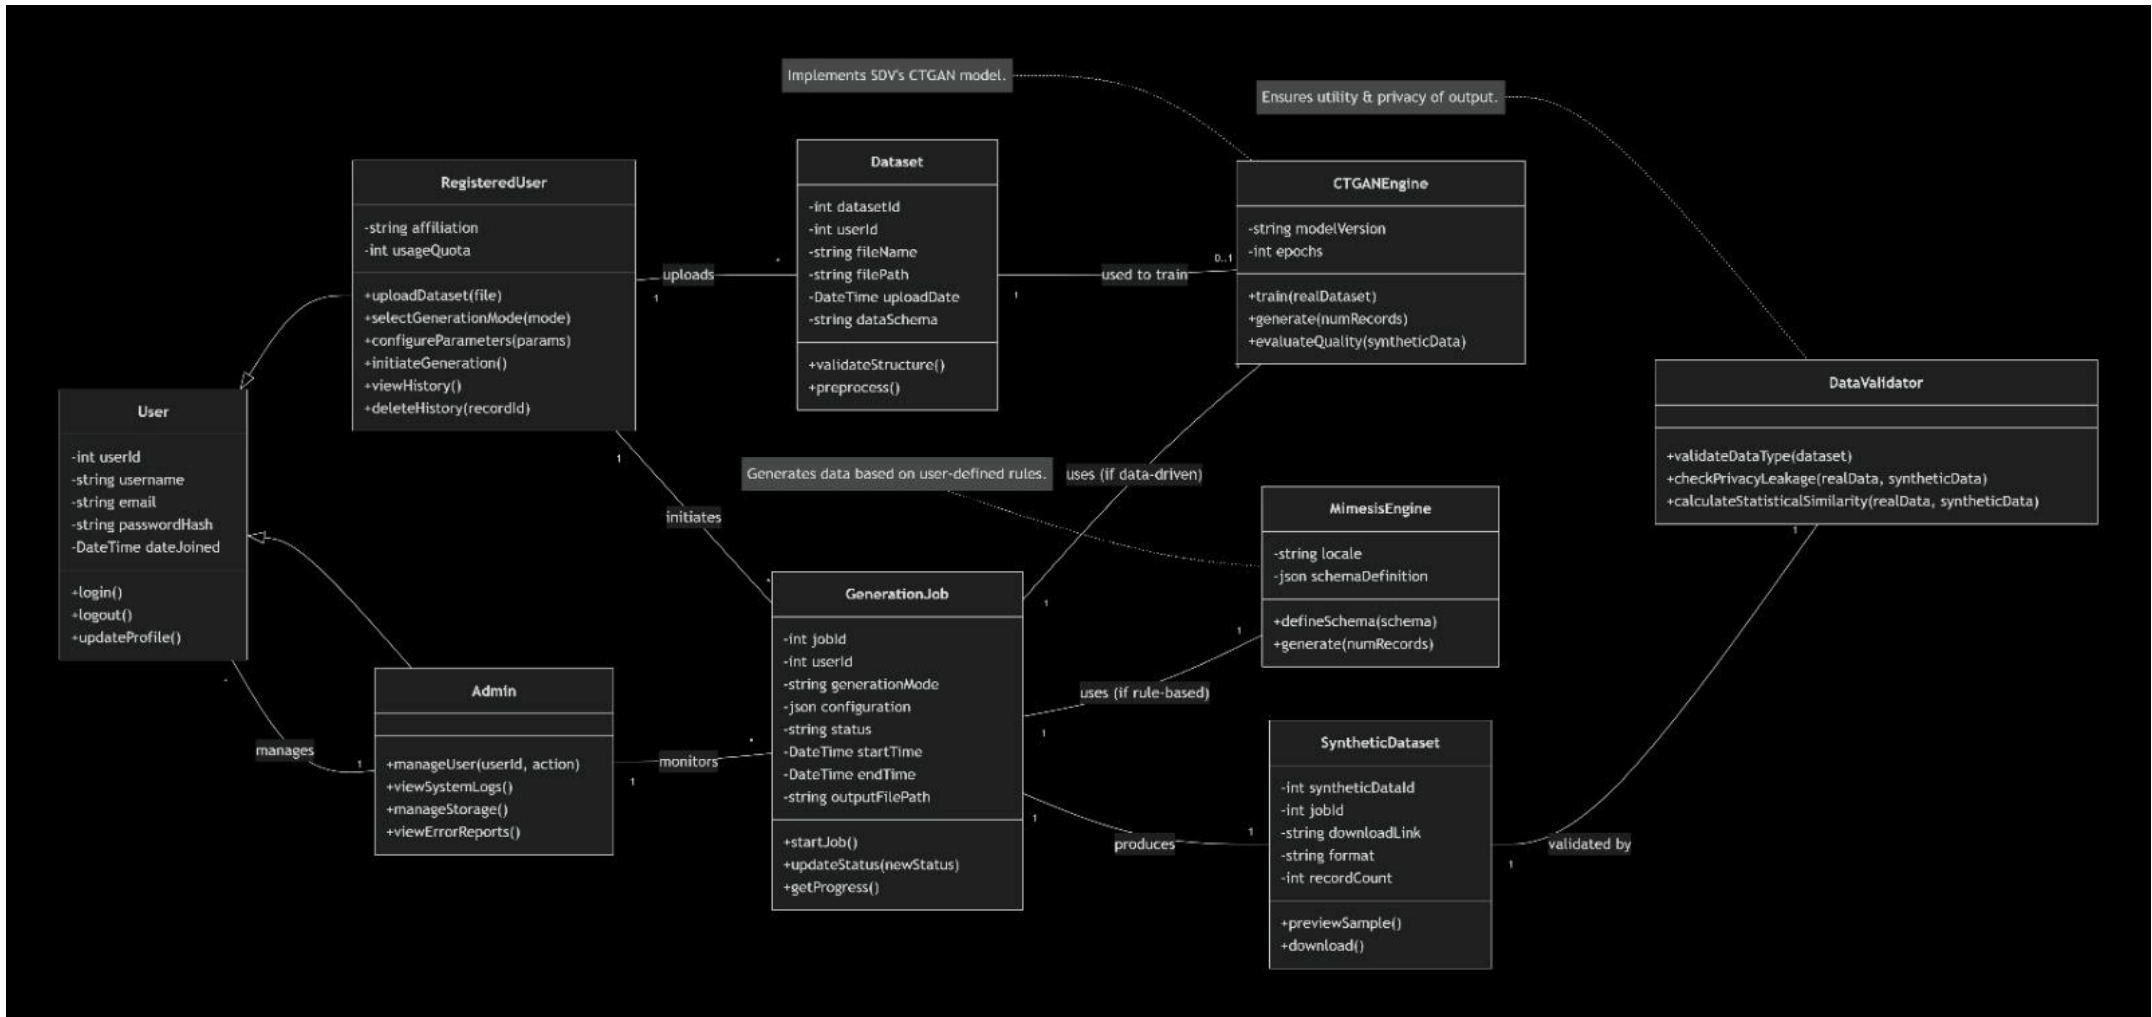 Implements SDV's CTGAN model.
Ensures utility & privacy of output.
RegisteredUser
-string affiliation
-int usageQuota
+uploadDataset(file)
+selectGenerationMode(mode)
+configureParameters(params)
+initiateGeneration()
+viewHistory()
+deleteHistory(recordId)
uploads
1
*
Dataset
-int datasetId
-int userId
-string fileName
-string filePath
-DateTime uploadDate
-string dataSchema
+validateStructure()
+preprocess()
used to train
1
0..1
CTGANEngine
-string modelVersion
-int epochs
+train(realDataset)
+generate(numRecords)
+evaluateQuality(syntheticData)
1
DataValidator
+validateDataType(dataset)
+checkPrivacyLeakage(realData, syntheticData)
+calculateStatisticalSimilarity(realData, syntheticData)
1
User
-int userId
-string username
-string email
-string passwordHash
-DateTime dateJoined
+login()
+logout()
+updateProfile()
*
manages
1
1
initiates
*
Generates data based on user-defined rules.
uses (if data-driven)
1
MimesisEngine
-string locale
-json schemaDefinition
+defineSchema(schema)
+generate(numRecords)
1
uses (if rule-based)
1
Admin
+manageUser(userId, action)
+viewSystemLogs()
+manageStorage()
+viewErrorReports()
1
monitors
*
GenerationJob
-int jobId
-int userId
-string generationMode
-json configuration
-string status
-DateTime startTime
-DateTime endTime
-string outputFilePath
+startJob()
+updateStatus(newStatus)
+getProgress()
1
produces
1
SyntheticDataset
-int syntheticDataId
-int jobId
-string downloadLink
-string format
-int recordCount
+previewSample()
+download()
1
validated by